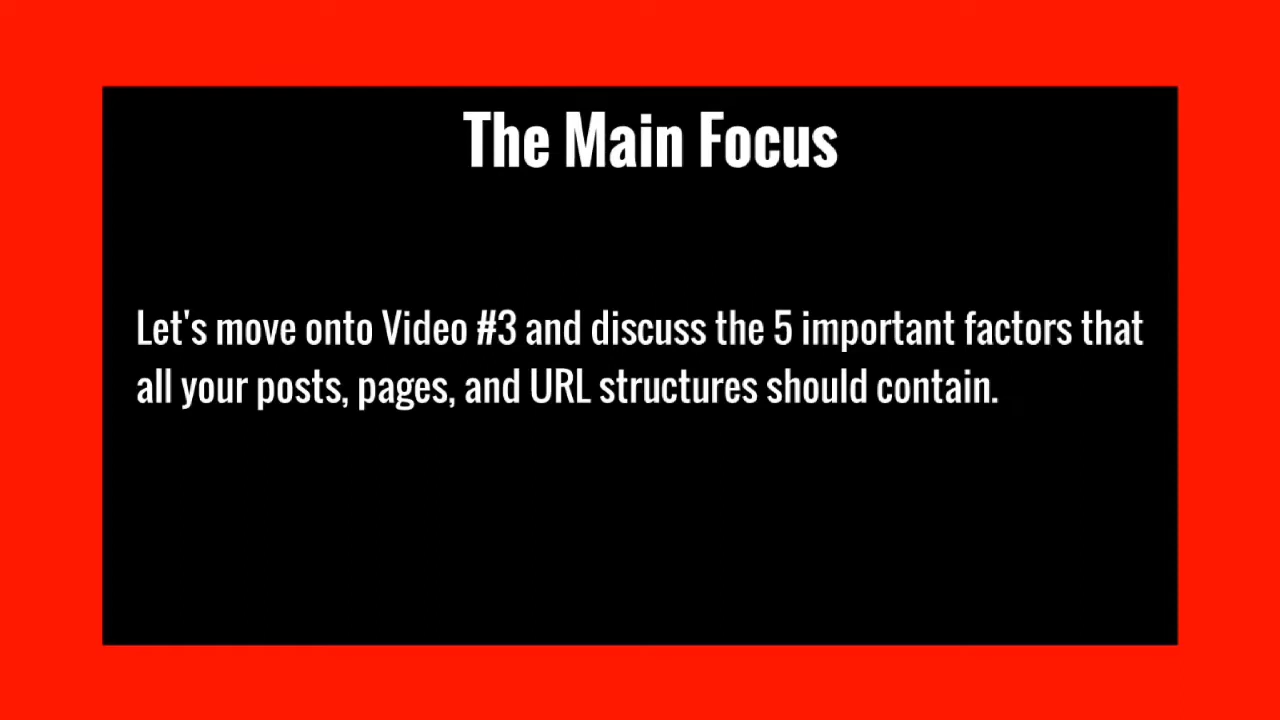 The Main Focus
Let's move onto Video #3 and discuss the 5 important factors that
all your posts, pages, and URL structures should contain.